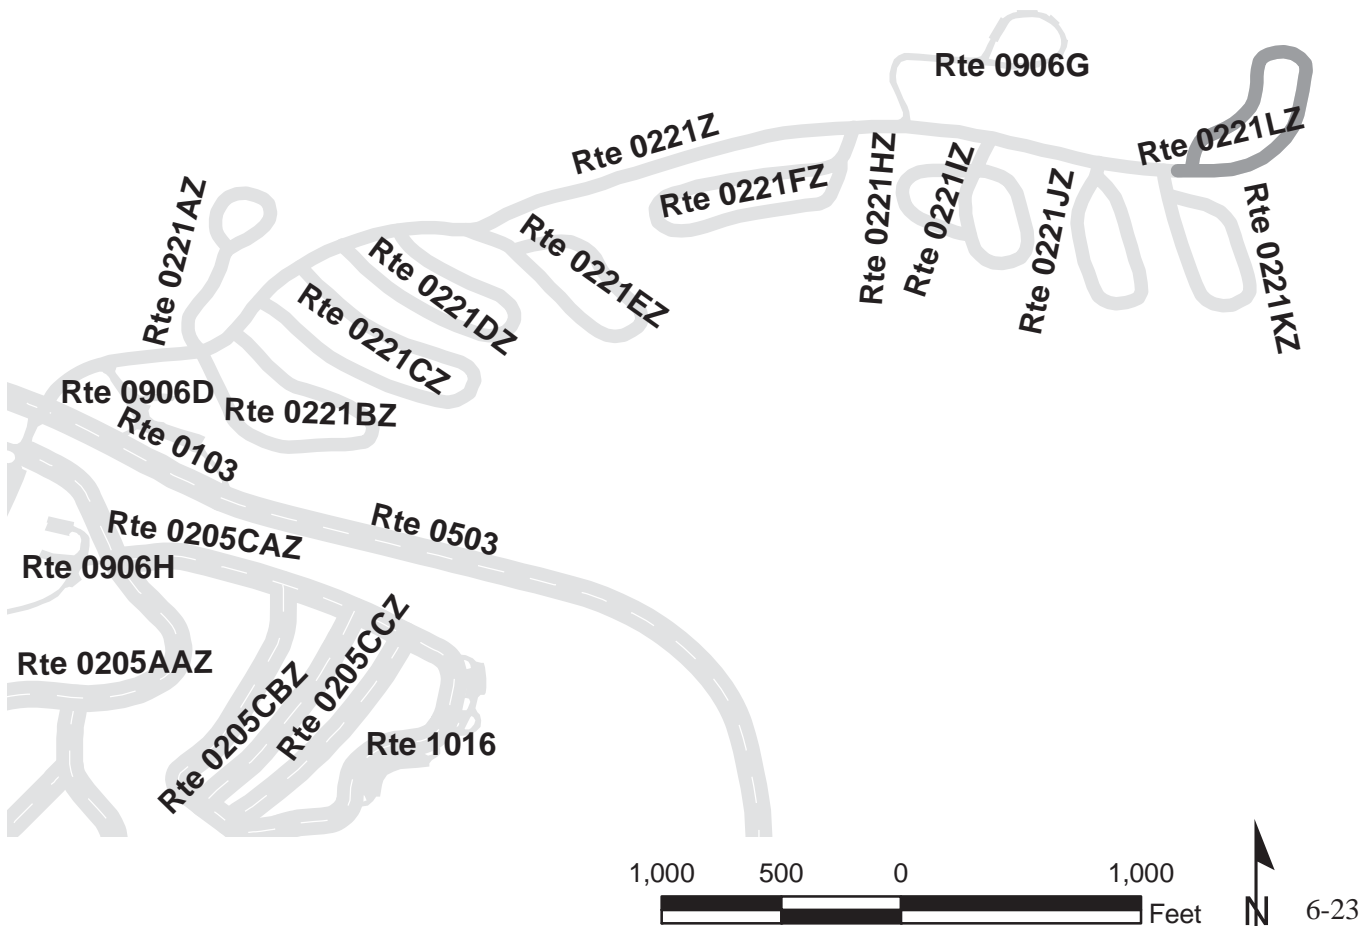 Rte 0906G
Rte 0221Z
Rte 0221LZ
Rte 0221FZ
Rte 0221HZ
Rte 0221IZ
Rte 0221JZ
Rte 0221KZ
Rte 0221AZ
Rte 0221EZ
Rte 0221DZ
Rte 0221CZ
Rte 0906D
Rte 0221BZ
Rte 0103
Rte 0503
Rte 0205CAZ
Rte 0906H
Rte 0205AAZ
Rte 0205CBZ
Rte 0205CCZ
Rte 1016
1,000 500 0 1,000
Feet
N
6-23